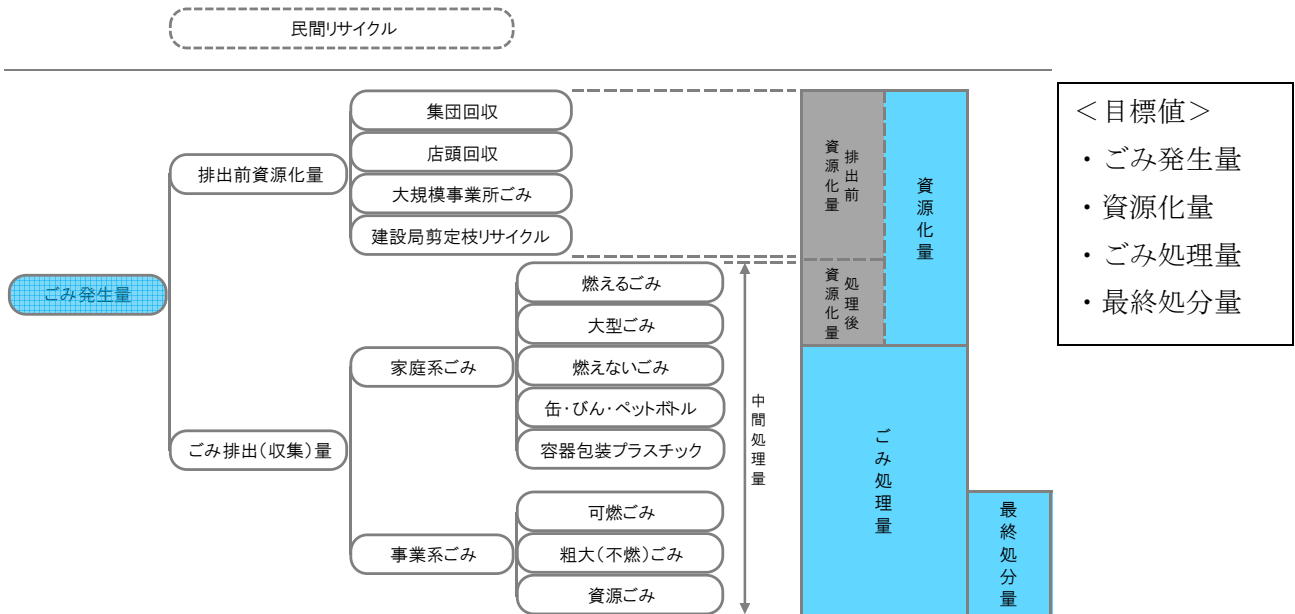 民間リサイクル
集団回収
店頭回収
大規模事業所ごみ
建設局剪定枝リサイクル
排出前資源化量
ごみ発生量
燃えるごみ
大型ごみ
燃えないごみ
缶・びん・ペットボトル
容器包装プラスチック
家庭系ごみ
ごみ排出(収集)量
可燃ごみ
粗大(不燃)ごみ
資源ごみ
事業系ごみ
中間処理量
排出前
資源化量
処理後
資源化量
資源化量
ごみ処理量
最終処分量
＜目標値＞
・ごみ発生量
・資源化量
・ごみ処理量
・最終処分量